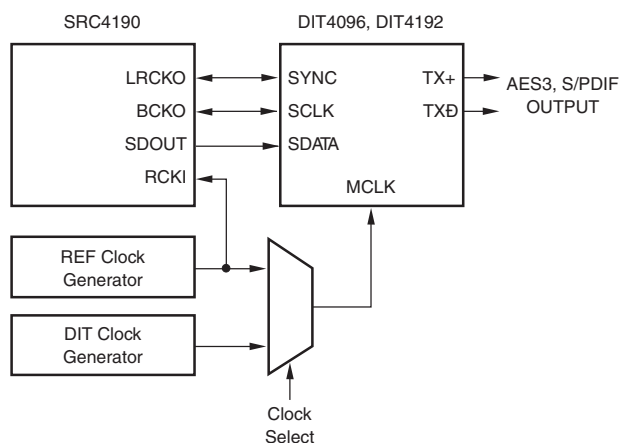 SRC4190
DIT4096, DIT4192
LRCKO
BCKO
SDOUT
RCKI
SYNC
SCLK
SDATA
TX+
TXĐ
MCLK
AES3, S/PDIF
OUTPUT
REF Clock
Generator
DIT Clock
Generator
Clock
Select